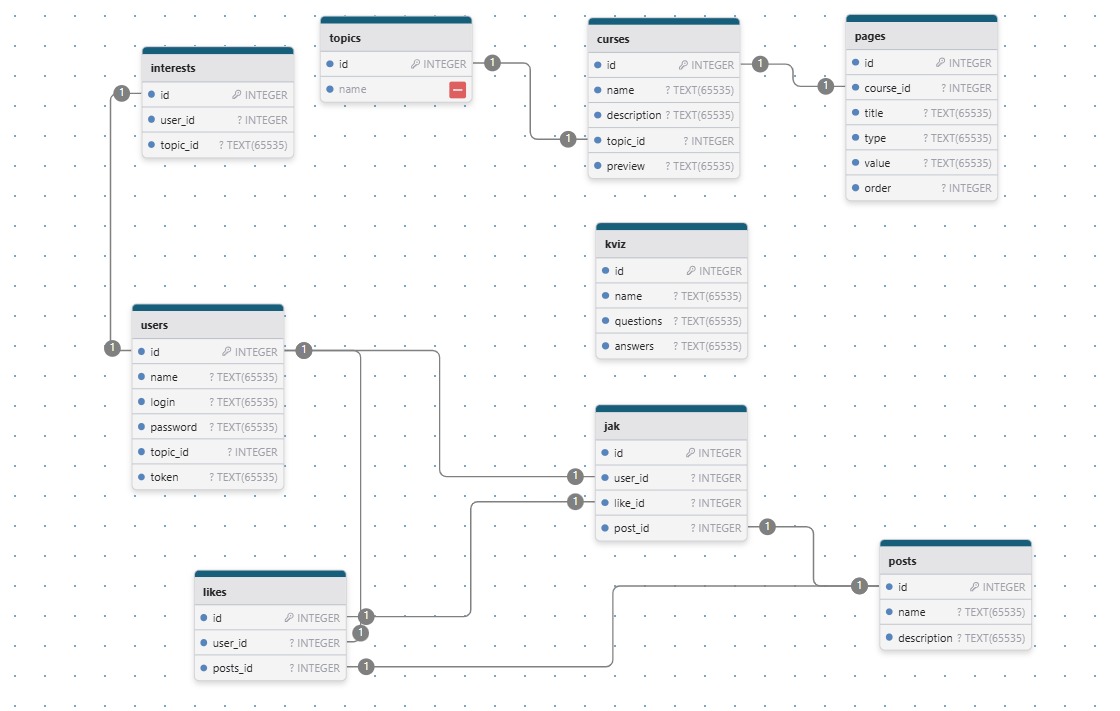 interests
id INTEGER
user_id ? INTEGER
topic_id ? TEXT(65535)
topics
id INTEGER
name
curses
id INTEGER
name ? TEXT(65535)
description ? TEXT(65535)
topic_id ? INTEGER
preview ? TEXT(65535)
pages
id INTEGER
course_id ? INTEGER
title ? TEXT(65535)
type ? TEXT(65535)
value ? TEXT(65535)
order ? INTEGER
kviz
id INTEGER
name ? TEXT(65535)
questions ? TEXT(65535)
answers ? TEXT(65535)
users
id INTEGER
name ? TEXT(65535)
login ? TEXT(65535)
password ? TEXT(65535)
topic_id ? INTEGER
token ? TEXT(65535)
jak
id INTEGER
user_id ? INTEGER
like_id ? INTEGER
post_id ? INTEGER
likes
id INTEGER
user_id ? INTEGER
posts_id ? INTEGER
posts
id INTEGER
name ? TEXT(65535)
description ? TEXT(65535)
1
1
1
1
1
1
1
1
1
1
1
1
1
1